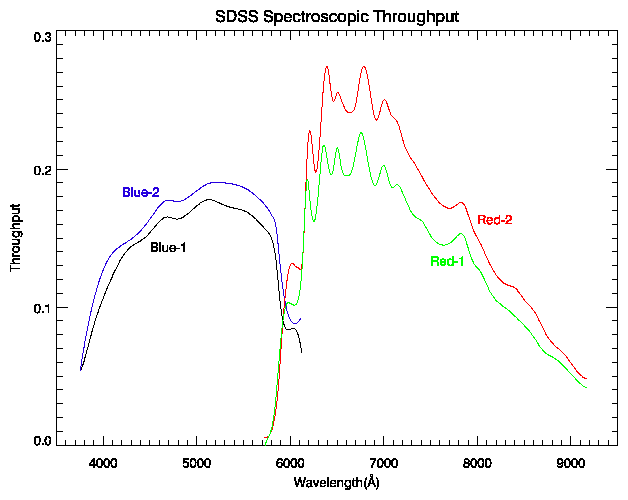 SDSS Spectroscopic Throughput
0.3
0.2
0.1
0.0
Throughput
Blue-2
Blue-1
Red-2
Red-1
4000 5000 6000 7000 8000 9000
Wavelength(Å)